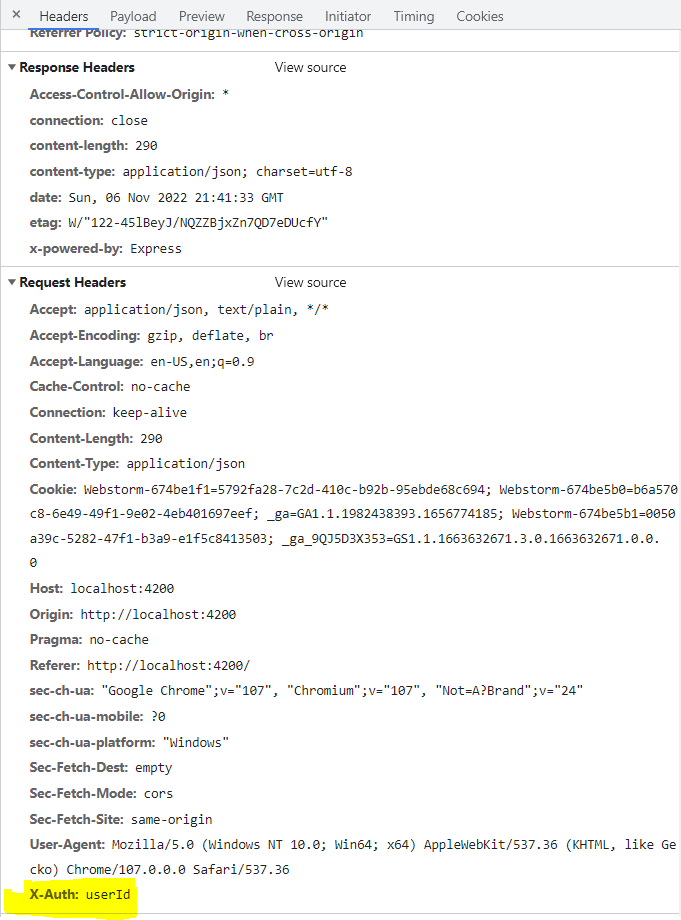 × Headers Payload Preview Response Initiator Timing Cookies
Referrer Policy: strict-origin-when-cross-origin
▼ Response Headers View source
Access-Control-Allow-Origin: *
connection: close
content-length: 290
content-type: application/json; charset=utf-8
date: Sun, 06 Nov 2022 21:41:33 GMT
etag: W/"122-45lBeyJ/NQZZBjxZn7QD7eDUcfY"
x-powered-by: Express
▼ Request Headers View source
Accept: application/json, text/plain, */*
Accept-Encoding: gzip, deflate, br
Accept-Language: en-US,en;q=0.9
Cache-Control: no-cache
Connection: keep-alive
Content-Length: 290
Content-Type: application/json
Cookie: Webstorm-674be1f1=5792fa28-7c2d-410c-b92b-95ebde68c694; Webstorm-674be5b0=b6a570
c8-6e49-49f1-9e02-4eb401697eef; _ga=GA1.1.1982438393.1656774185; Webstorm-674be5b1=0050
a39c-5282-47f1-b3a9-e1f5c8413503; _ga_9QJ5D3X353=GS1.1.1663632671.3.0.1663632671.0.0.
0
Host: localhost:4200
Origin: http://localhost:4200
Pragma: no-cache
Referer: http://localhost:4200/
sec-ch-ua: "Google Chrome";v="107", "Chromium";v="107", "Not=A?Brand";v="24"
sec-ch-ua-mobile: ?0
sec-ch-ua-platform: "Windows"
Sec-Fetch-Dest: empty
Sec-Fetch-Mode: cors
Sec-Fetch-Site: same-origin
User-Agent: Mozilla/5.0 (Windows NT 10.0; Win64; x64) AppleWebKit/537.36 (KHTML, like Ge
cko) Chrome/107.0.0.0 Safari/537.36
X-Auth: userId